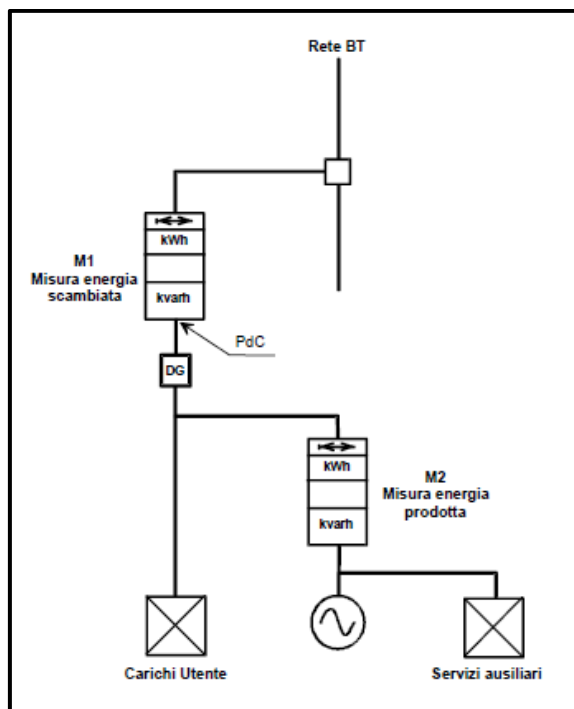 Rete BT
M1
Misura energia
scambiata
kWh
kvarh
PdC
DG
kWh
kvarh
M2
Misura energia
prodotta
Carichi Utente
Servizi ausiliari